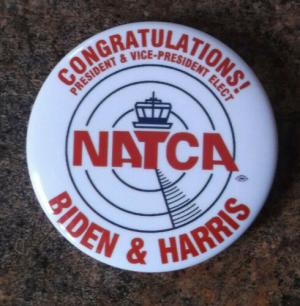 CONGRATULATIONS!
PRESIDENT & VICE-PRESIDENT ELECT
NATCA
BIDEN & HARRIS